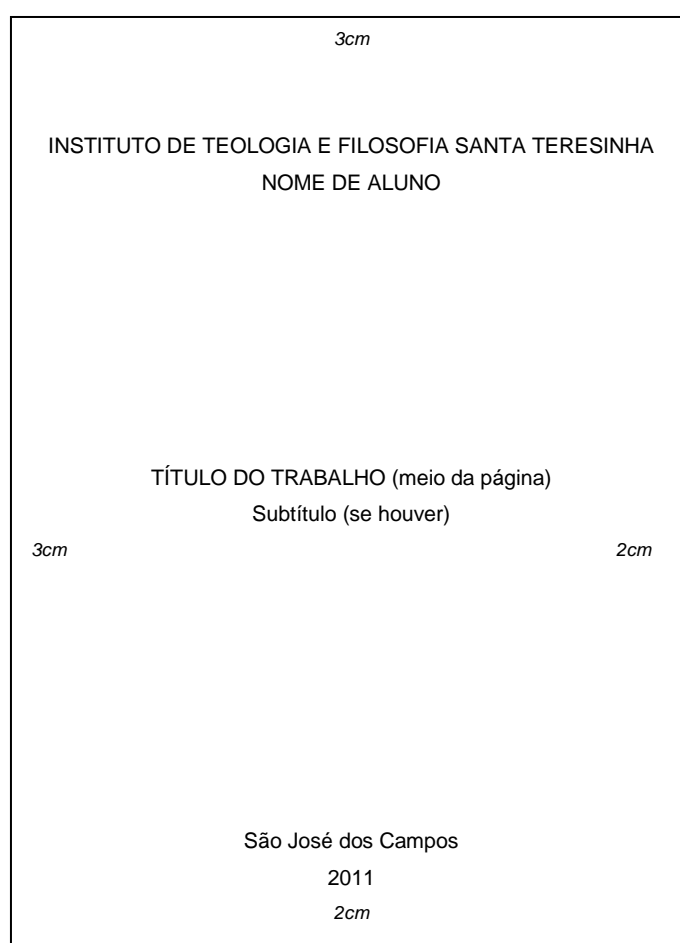 3cm
INSTITUTO DE TEOLOGIA E FILOSOFIA SANTA TERESINHA
NOME DE ALUNO
TÍTULO DO TRABALHO (meio da página)
Subtítulo (se houver)
3cm 2cm
São José dos Campos
2011
2cm